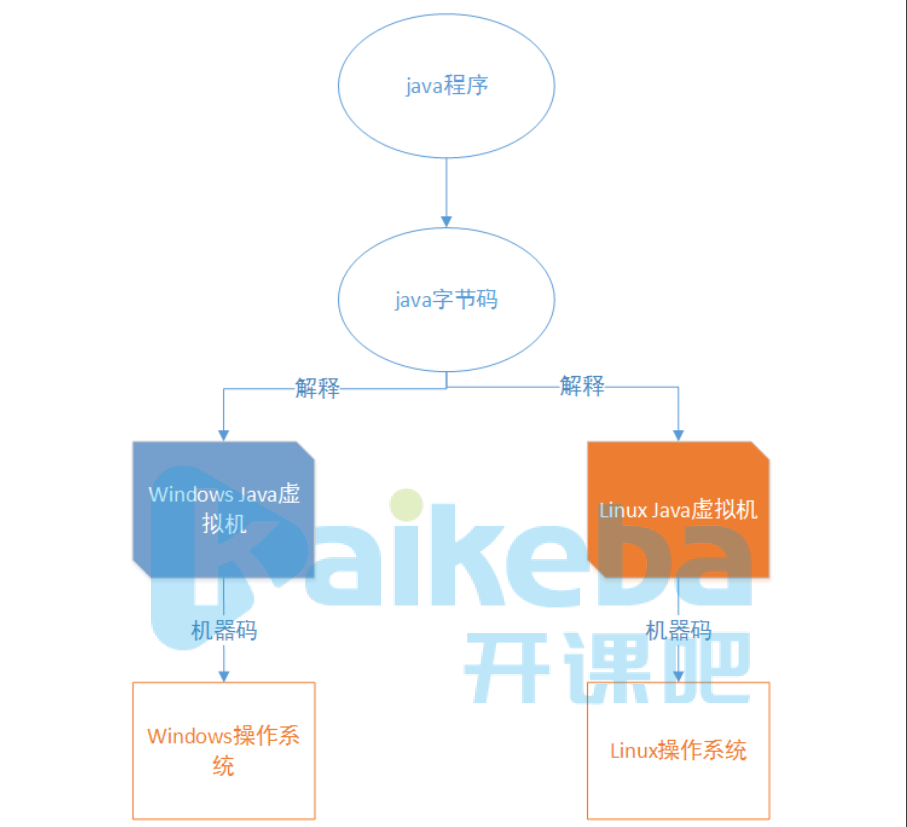 java程序
java字节码
解释
解释
Windows Java虚
拟机
Linux Java虚拟机
kaikeba
开课吧
机器码
机器码
Windows操作系
统
Linux操作系统